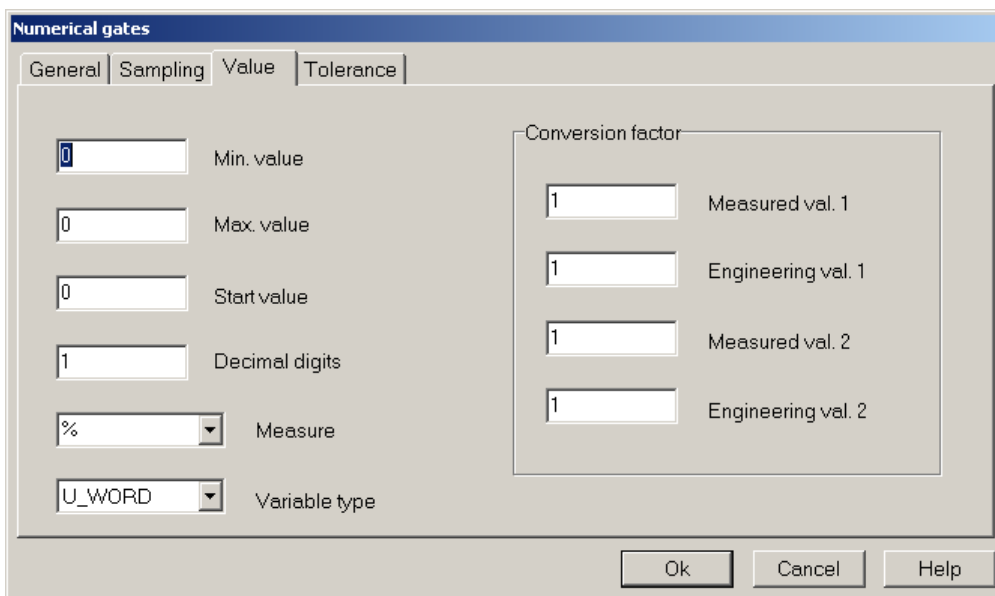 Numerical gates
General Sampling Value Tolerance
0 Min. value
0 Max. value
0 Start value
1 Decimal digits
% Measure
U_WORD Variable type
Conversion factor
1 Measured val. 1
1 Engineering val. 1
1 Measured val. 2
1 Engineering val. 2
Ok Cancel Help